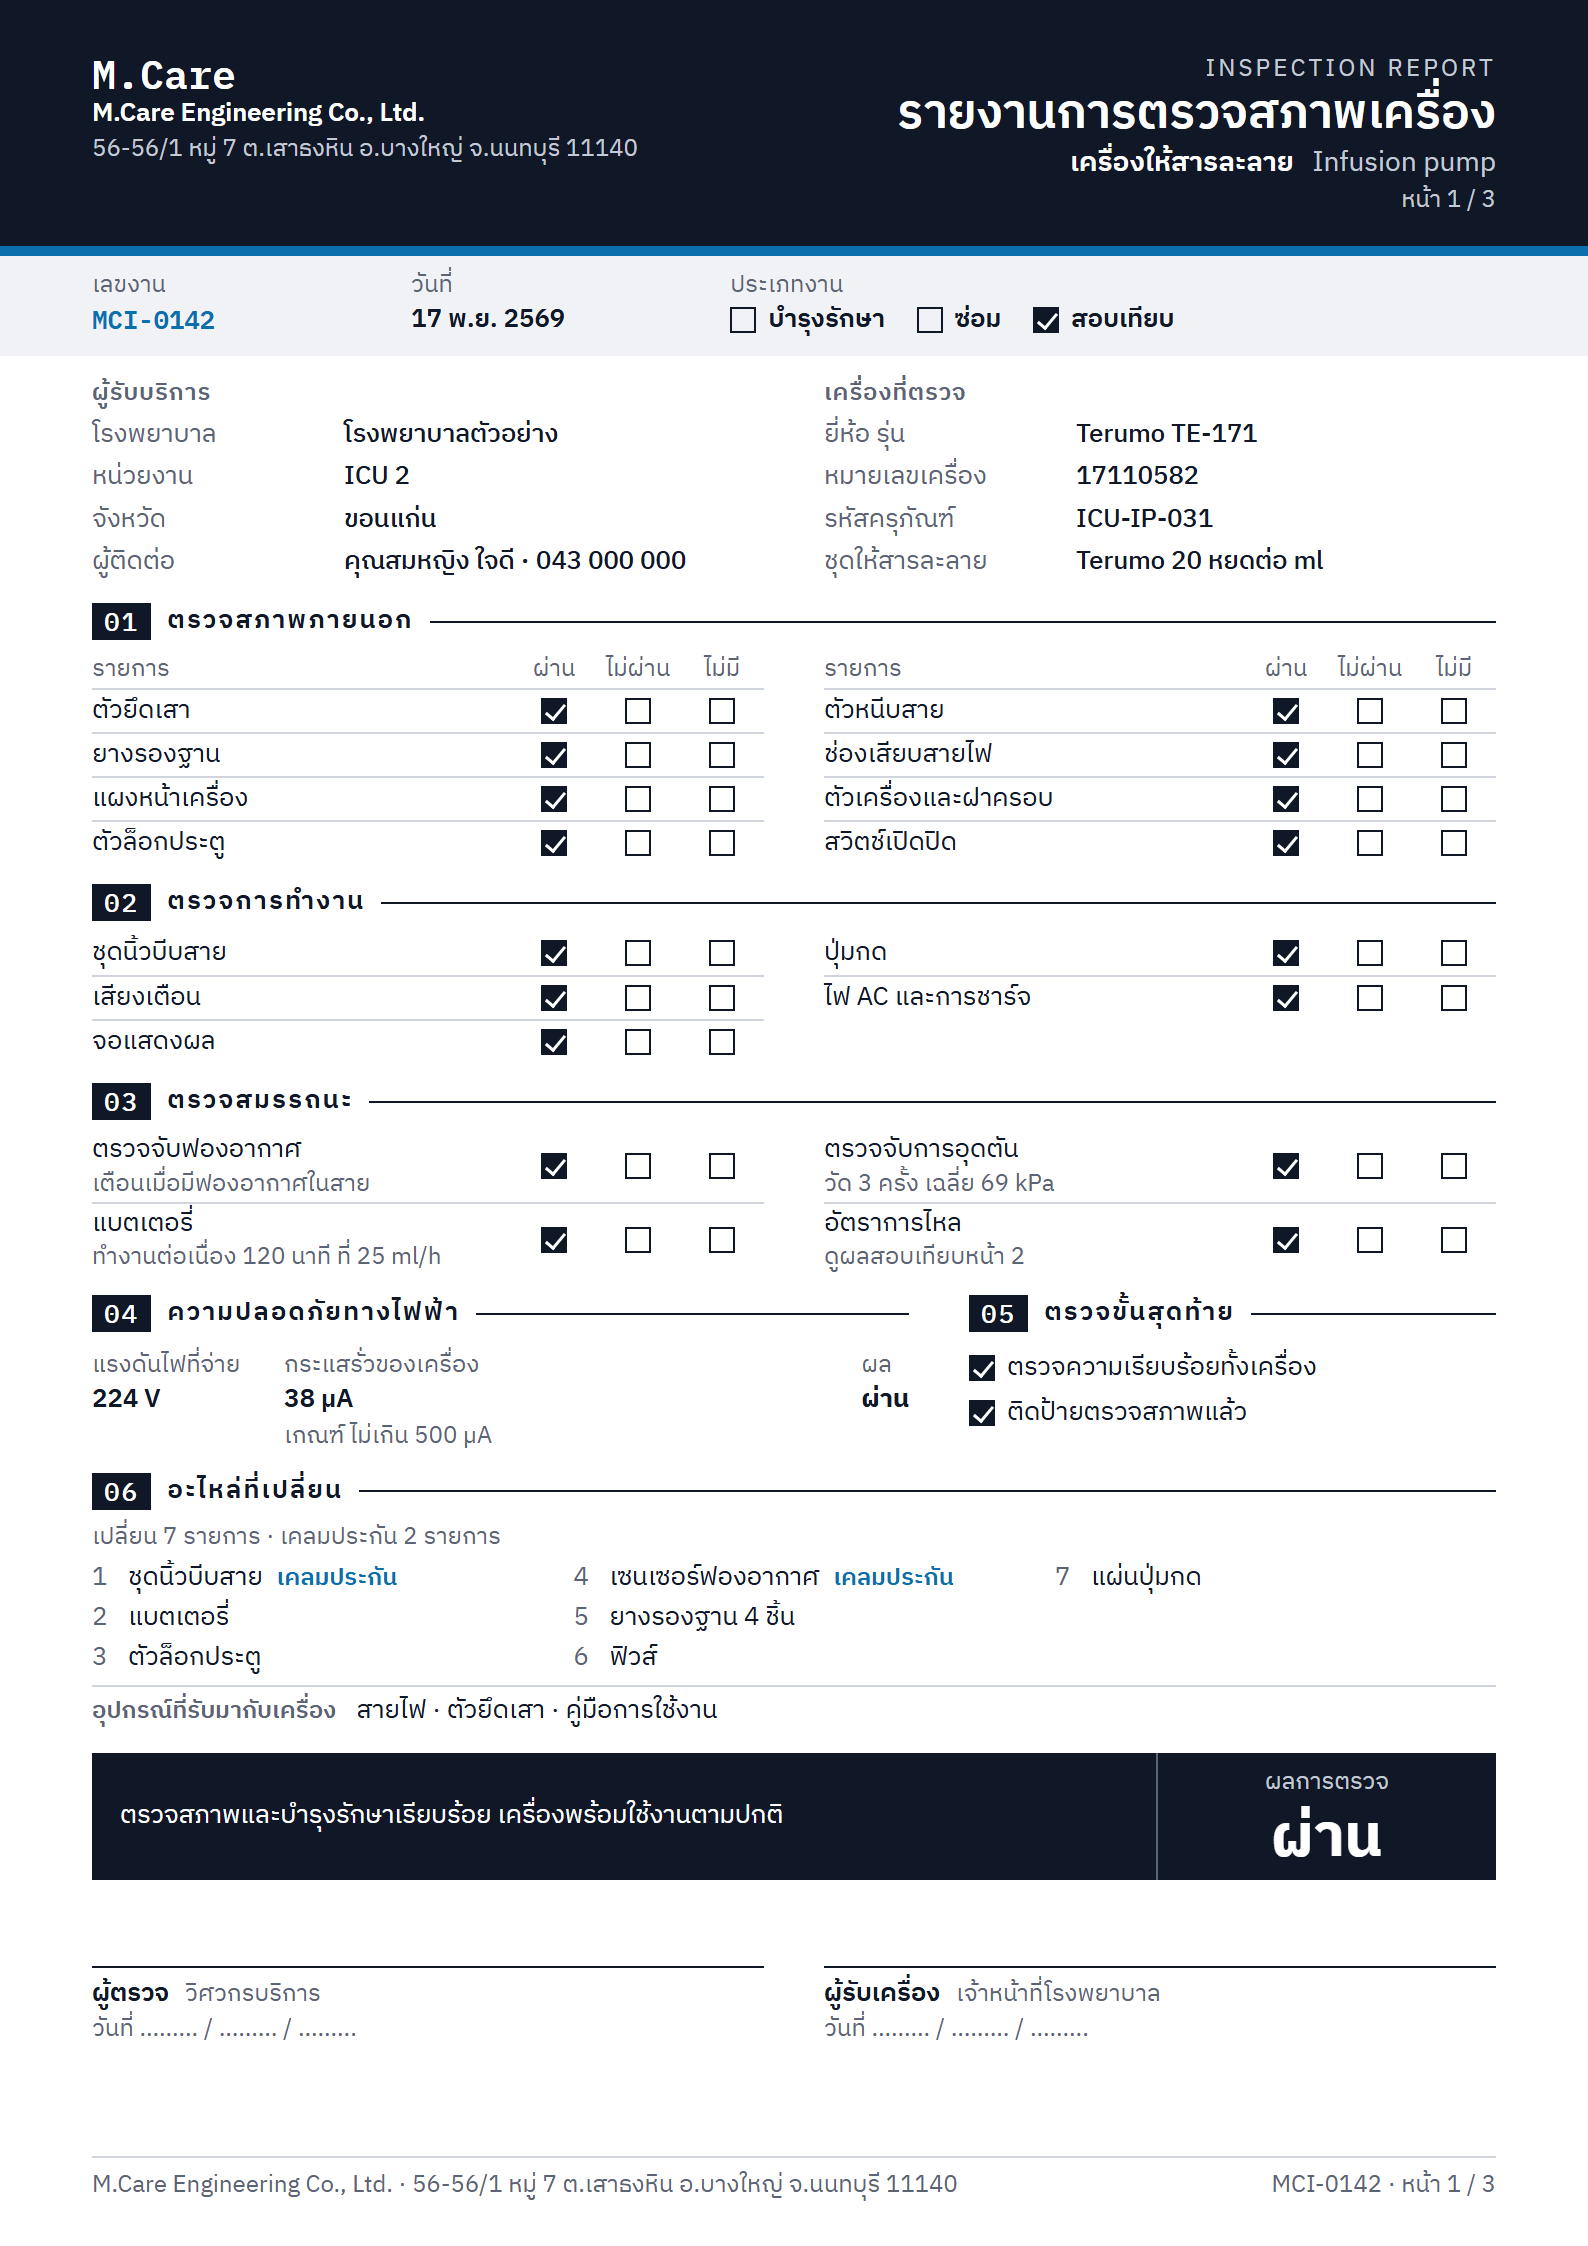 M.Care
M.Care Engineering Co., Ltd.
56-56/1 หมู่ 7 ต.เสาธงหิน อ.บางใหญ่ จ.นนทบุรี 11140
INSPECTION REPORT
รายงานการตรวจสภาพเครื่อง
เครื่องให้สารละลาย Infusion pump
หน้า 1 / 3
เลขงาน วันที่ ประเภทงาน
MCI-0142 17 พ.ย. 2569 บำรุงรักษา ซ่อม สอบเทียบ
ผู้รับบริการ
โรงพยาบาล โรงพยาบาลตัวอย่าง
หน่วยงาน ICU 2
จังหวัด ขอนแก่น
ผู้ติดต่อ คุณสมหญิง ใจดี · 043 000 000
เครื่องที่ตรวจ
ยี่ห้อ รุ่น Terumo TE-171
หมายเลขเครื่อง 17110582
รหัสครุภัณฑ์ ICU-IP-031
ชุดให้สารละลาย Terumo 20 หยดต่อ ml
01 ตรวจสภาพภายนอก
รายการ ผ่าน ไม่ผ่าน ไม่มี รายการ ผ่าน ไม่ผ่าน ไม่มี
ตัวยึดเสา ตัวหนีบสาย
ยางรองฐาน ช่องเสียบสายไฟ
แผงหน้าเครื่อง ตัวเครื่องและฝาครอบ
ตัวล็อกประตู สวิตช์เปิดปิด
02 ตรวจการทำงาน
ชุดนิ้วบีบสาย ปุ่มกด
เสียงเตือน ไฟ AC และการชาร์จ
จอแสดงผล
03 ตรวจสมรรถนะ
ตรวจจับฟองอากาศ ตรวจจับการอุดตัน
เตือนเมื่อมีฟองอากาศในสาย วัด 3 ครั้ง เฉลี่ย 69 kPa
แบตเตอรี่ อัตราการไหล
ทำงานต่อเนื่อง 120 นาที ที่ 25 ml/h ดูผลสอบเทียบหน้า 2
04 ความปลอดภัยทางไฟฟ้า
แรงดันไฟที่จ่าย กระแสรั่วของเครื่อง ผล
224 V 38 µA ผ่าน
เกณฑ์ ไม่เกิน 500 µA
05 ตรวจขั้นสุดท้าย
ตรวจความเรียบร้อยทั้งเครื่อง
ติดป้ายตรวจสภาพแล้ว
06 อะไหล่ที่เปลี่ยน
เปลี่ยน 7 รายการ · เคลมประกัน 2 รายการ
1 ชุดนิ้วบีบสาย เคลมประกัน 4 เซนเซอร์ฟองอากาศ เคลมประกัน 7 แผ่นปุ่มกด
2 แบตเตอรี่ 5 ยางรองฐาน 4 ชิ้น
3 ตัวล็อกประตู 6 ฟิวส์
อุปกรณ์ที่รับมากับเครื่อง สายไฟ · ตัวยึดเสา · คู่มือการใช้งาน
ตรวจสภาพและบำรุงรักษาเรียบร้อย เครื่องพร้อมใช้งานตามปกติ
ผลการตรวจ
ผ่าน
ผู้ตรวจ วิศวกรบริการ ผู้รับเครื่อง เจ้าหน้าที่โรงพยาบาล
วันที่ ......... / ......... / ......... วันที่ ......... / ......... / .........
M.Care Engineering Co., Ltd. · 56-56/1 หมู่ 7 ต.เสาธงหิน อ.บางใหญ่ จ.นนทบุรี 11140 MCI-0142 · หน้า 1 / 3